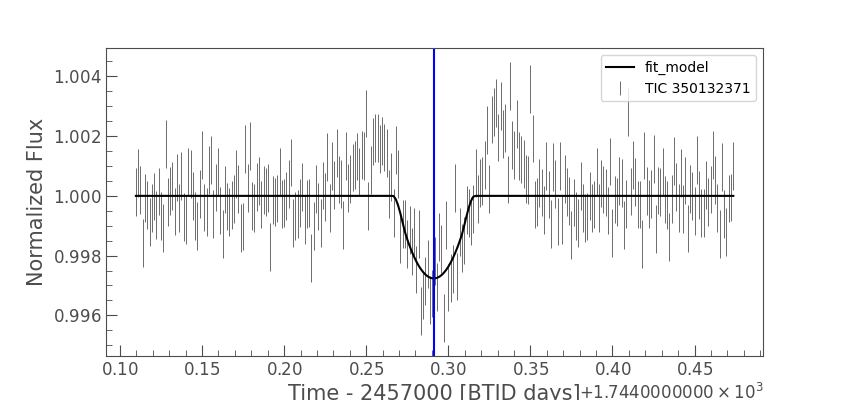 fit_model
TIC 350132371
1.004
1.002
1.000
0.998
0.996
Normalized Flux
0.10 0.15 0.20 0.25 0.30 0.35 0.40 0.45
Time - 2457000 [BTJD days]
+1.7440000000 × 10³